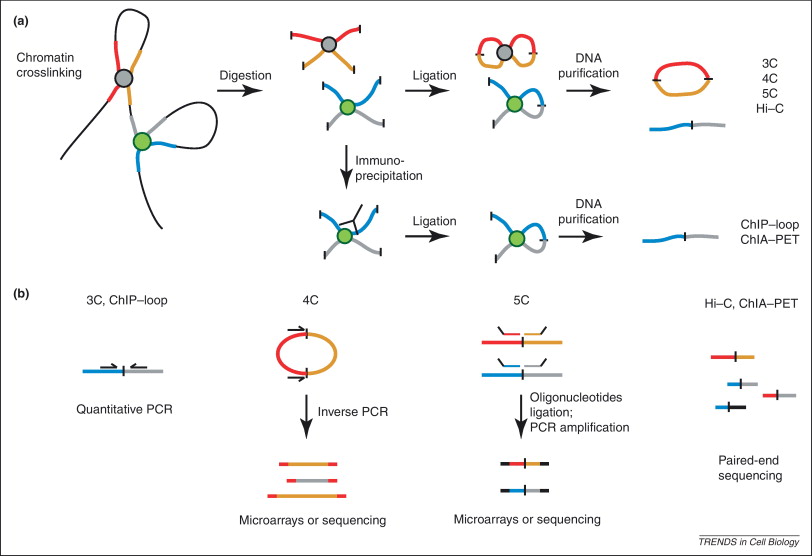 (a)
Chromatin
crosslinking
Digestion
Ligation
DNA
purification
3C
4C
5C
Hi–C
Immuno-
precipitation
Ligation
DNA
purification
ChIP–loop
ChIA–PET
(b)
3C, ChIP–loop
4C
5C
Hi–C, ChIA–PET
Quantitative PCR
Inverse PCR
Oligonucleotides
ligation;
PCR amplification
Paired-end
sequencing
Microarrays or sequencing
Microarrays or sequencing
TRENDS in Cell Biology